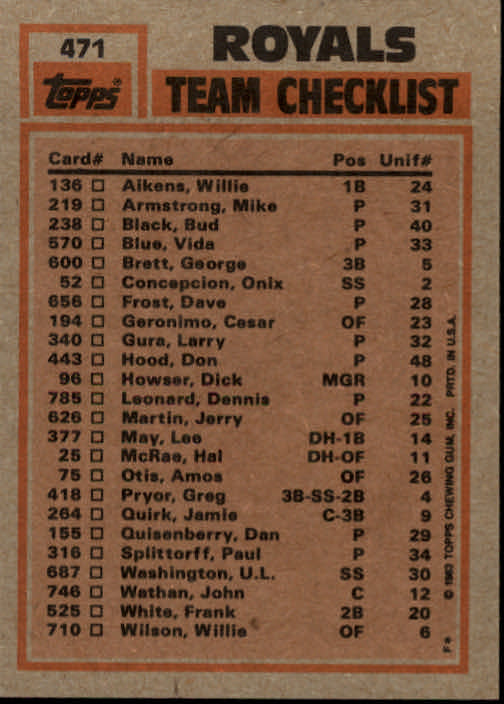 471
ROYALS
Topps®
TEAM CHECKLIST
Card# Name Pos Unif#
136 □ Aikens, Willie 1B 24
219 □ Armstrong, Mike P 31
238 □ Black, Bud P 40
570 □ Blue, Vida P 33
600 □ Brett, George 3B 5
52 □ Concepcion, Onix SS 2
656 □ Frost, Dave P 28
194 □ Geronimo, Cesar OF 23
340 □ Gura, Larry P 32
443 □ Hood, Don P 48
96 □ Howser, Dick MGR 10
785 □ Leonard, Dennis P 22
626 □ Martin, Jerry OF 25
377 □ May, Lee DH-1B 14
25 □ McRae, Hal DH-OF 11
75 □ Otis, Amos OF 26
418 □ Pryor, Greg 3B-SS-2B 4
264 □ Quirk, Jamie C-3B 9
155 □ Quisenberry, Dan P 29
316 □ Splittorff, Paul P 34
687 □ Washington, U.L. SS 30
746 □ Wathan, John C 12
525 □ White, Frank 2B 20
710 □ Wilson, Willie OF 6
© 1983 TOPPS CHEWING GUM, INC. PRTD. IN U.S.A.